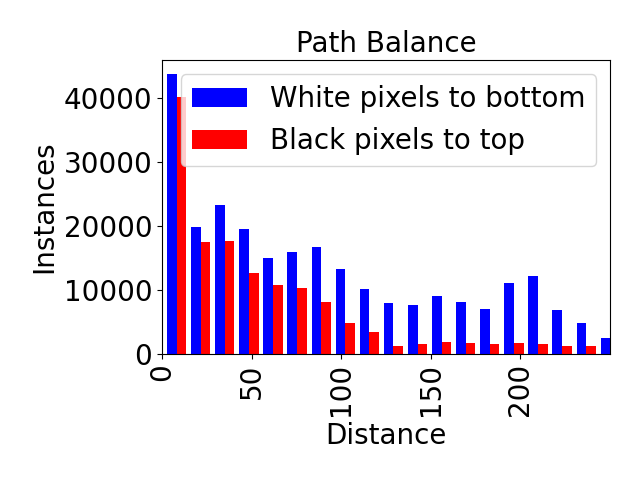 Path Balance
White pixels to bottom
Black pixels to top
Instances
40000
30000
20000
10000
0
0
50
100
150
200
Distance